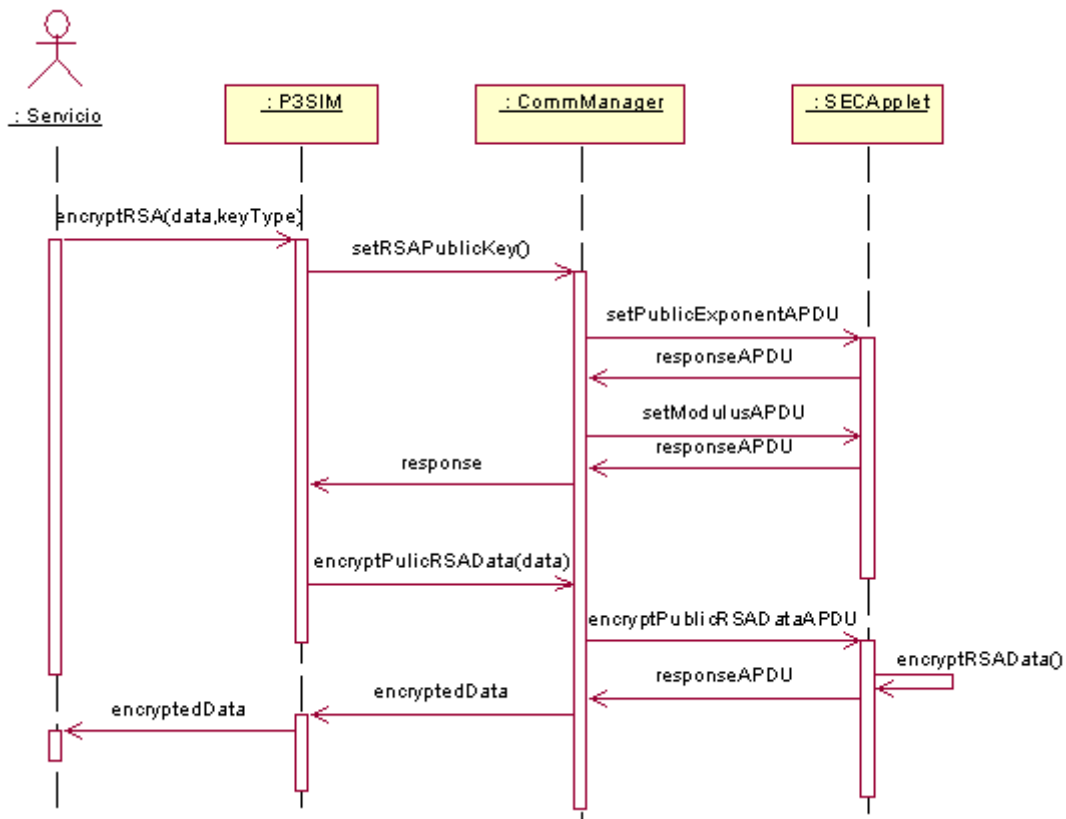 : Servicio
: P3SIM
: CommManager
: SECApplet
encryptRSA(data,keyType)
setRSAPublicKey()
setPublicExponentAPDU
responseAPDU
setModulusAPDU
responseAPDU
response
encryptPulicRSAData(data)
encryptPublicRSADataAPDU
encryptRSAData()
responseAPDU
encryptedData
encryptedData